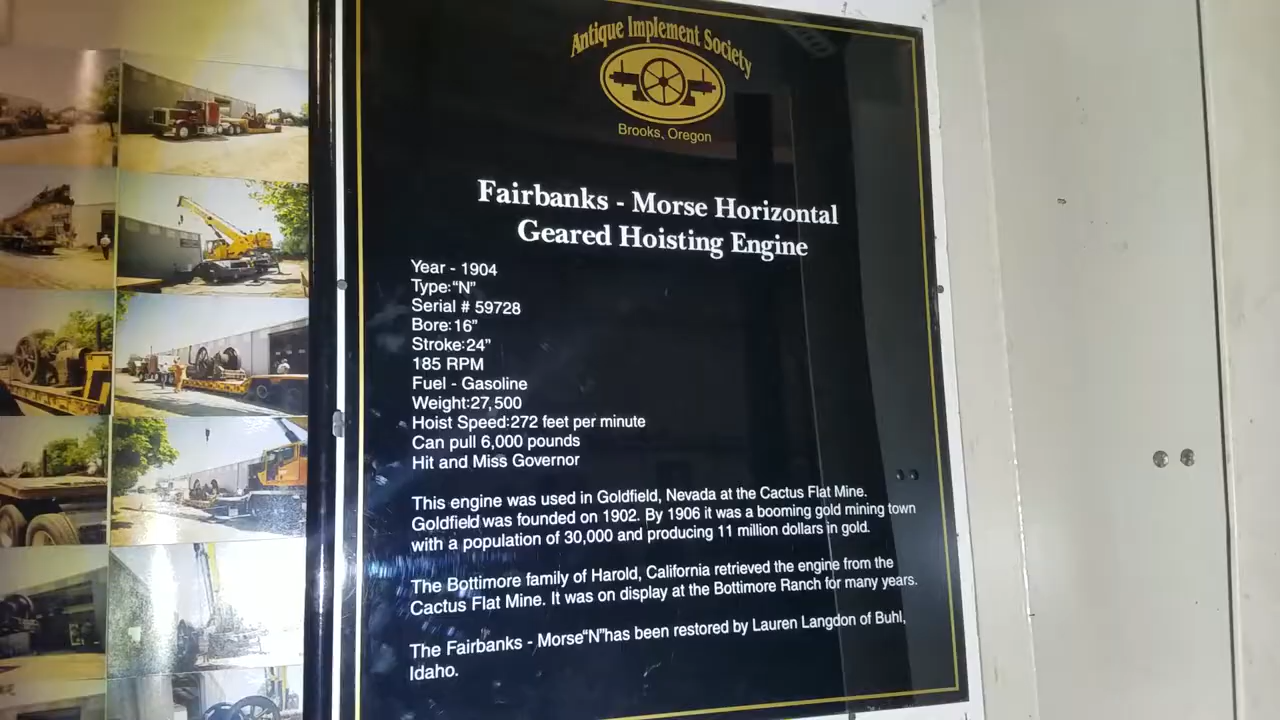 Antique Implement Society
Brooks, Oregon
Fairbanks - Morse Horizontal
Geared Hoisting Engine
Year - 1904
Type:“N”
Serial # 59728
Bore:16”
Stroke:24”
185 RPM
Fuel - Gasoline
Weight:27,500
Hoist Speed:272 feet per minute
Can pull 6,000 pounds
Hit and Miss Governor
This engine was used in Goldfield, Nevada at the Cactus Flat Mine.
Goldfield was founded on 1902. By 1906 it was a booming gold mining town
with a population of 30,000 and producing 11 million dollars in gold.
The Bottimore family of Harold, California retrieved the engine from the
Cactus Flat Mine. It was on display at the Bottimore Ranch for many years.
The Fairbanks - Morse“N”has been restored by Lauren Langdon of Buhl,
Idaho.